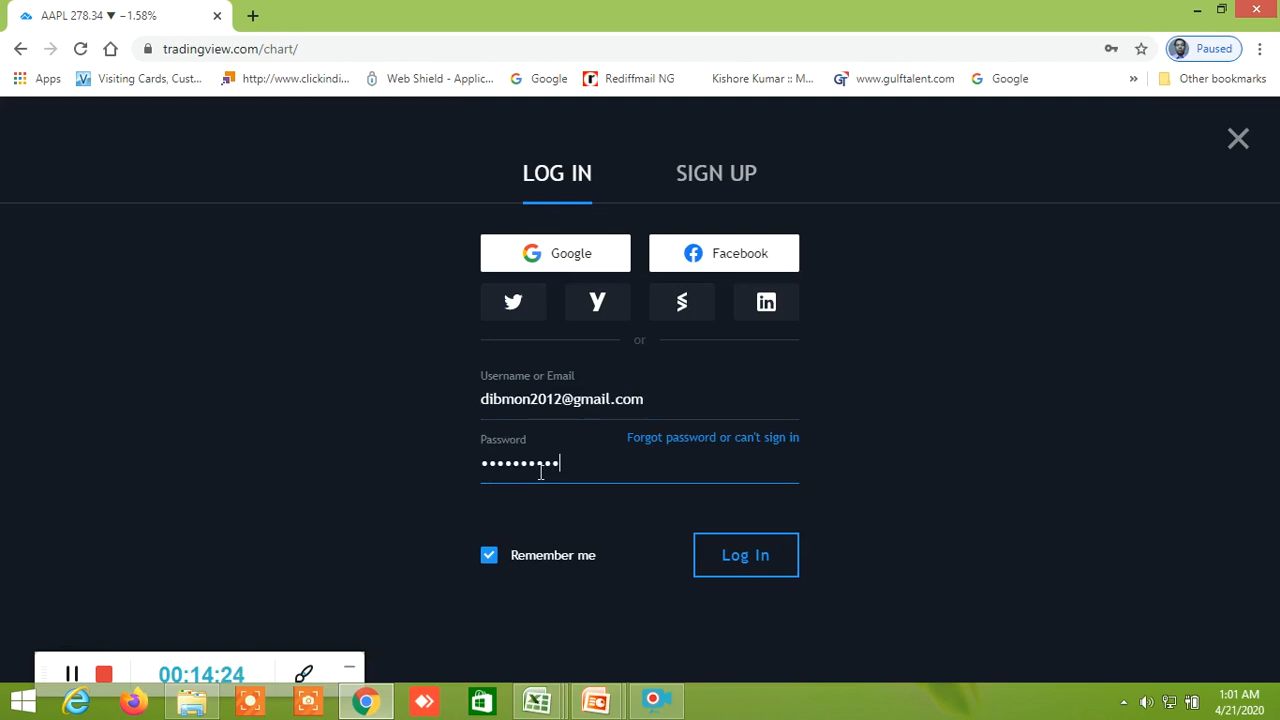 AAPL 278.34 ▼ −1.58%
tradingview.com/chart/
Paused
Apps
Visiting Cards, Cust...
http://www.clickindi...
Web Shield - Applic...
Google
Rediffmail NG
Kishore Kumar :: M...
www.gulftalent.com
Google
»
Other bookmarks
LOG IN
SIGN UP
Google
Facebook
or
Username or Email
dibmon2012@gmail.com
Password
Forgot password or can't sign in
••••••••••
Remember me
Log In
00:14:24
1:01 AM
4/21/2020